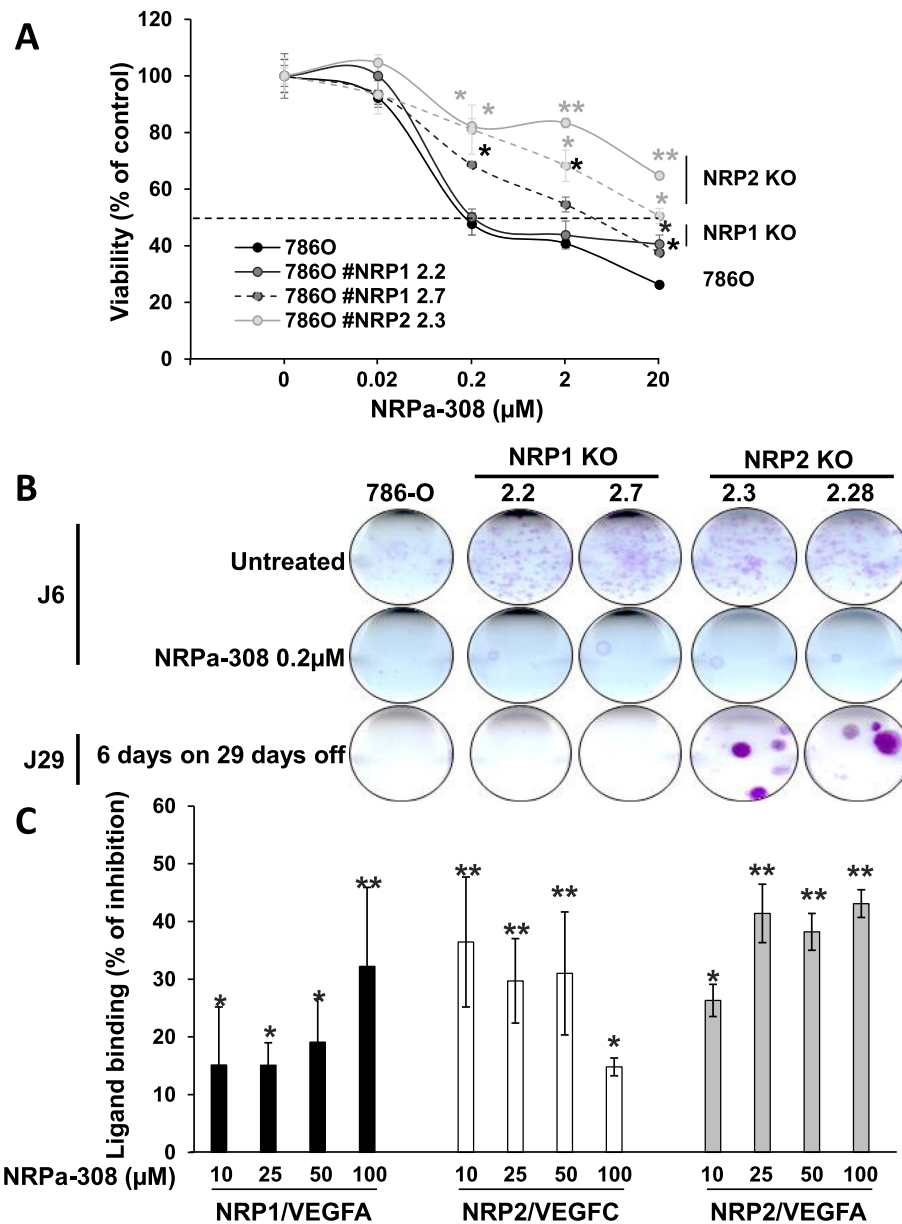 A
120
100
80
60
40
20
0
Viability (% of control)
* * ** **
* * * *
* *
NRP2 KO
NRP1 KO
786O
786O
786O #NRP1 2.2
786O #NRP1 2.7
786O #NRP2 2.3
0 0.02 0.2 2 20
NRPa-308 (µM)
B
NRP1 KO NRP2 KO
786-O 2.2 2.7 2.3 2.28
J6
Untreated
NRPa-308 0.2µM
J29
6 days on 29 days off
C
60
50
40
30
20
10
0
Ligand binding (% of inhibition)
* * * **
** ** ** *
* ** ** **
NRPa-308 (µM)
10 25 50 100 10 25 50 100 10 25 50 100
NRP1/VEGFA NRP2/VEGFC NRP2/VEGFA